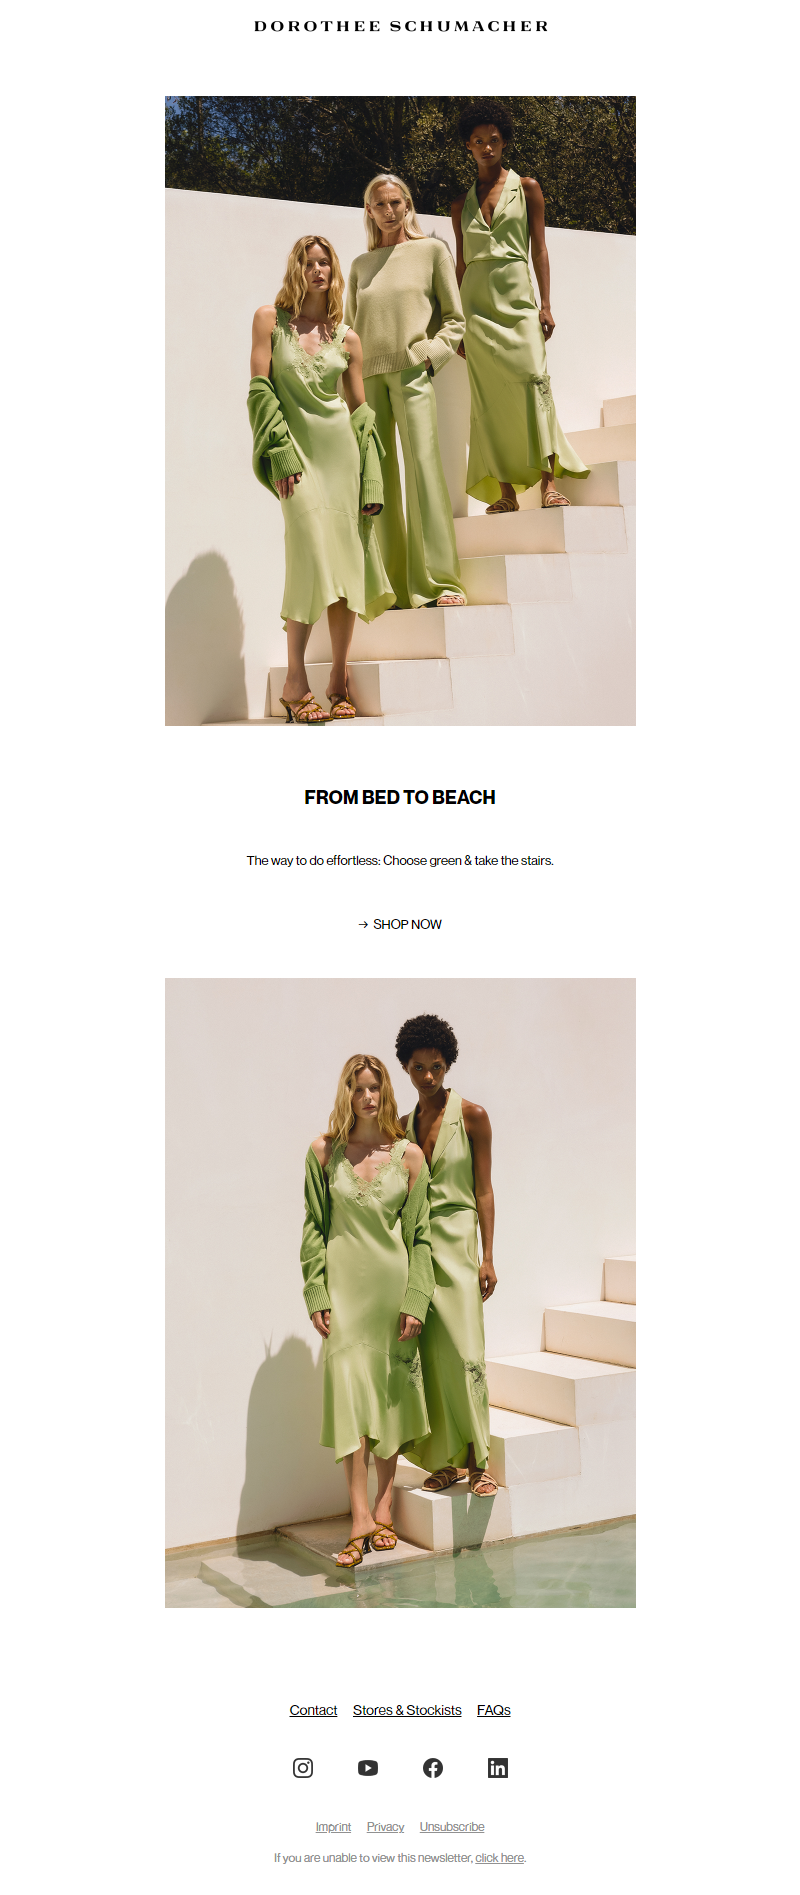 DOROTHEE SCHUMACHER
FROM BED TO BEACH
The way to do effortless: Choose green & take the stairs.
→ SHOP NOW
Contact Stores & Stockists FAQs
Imprint Privacy Unsubscribe
If you are unable to view this newsletter, click here.